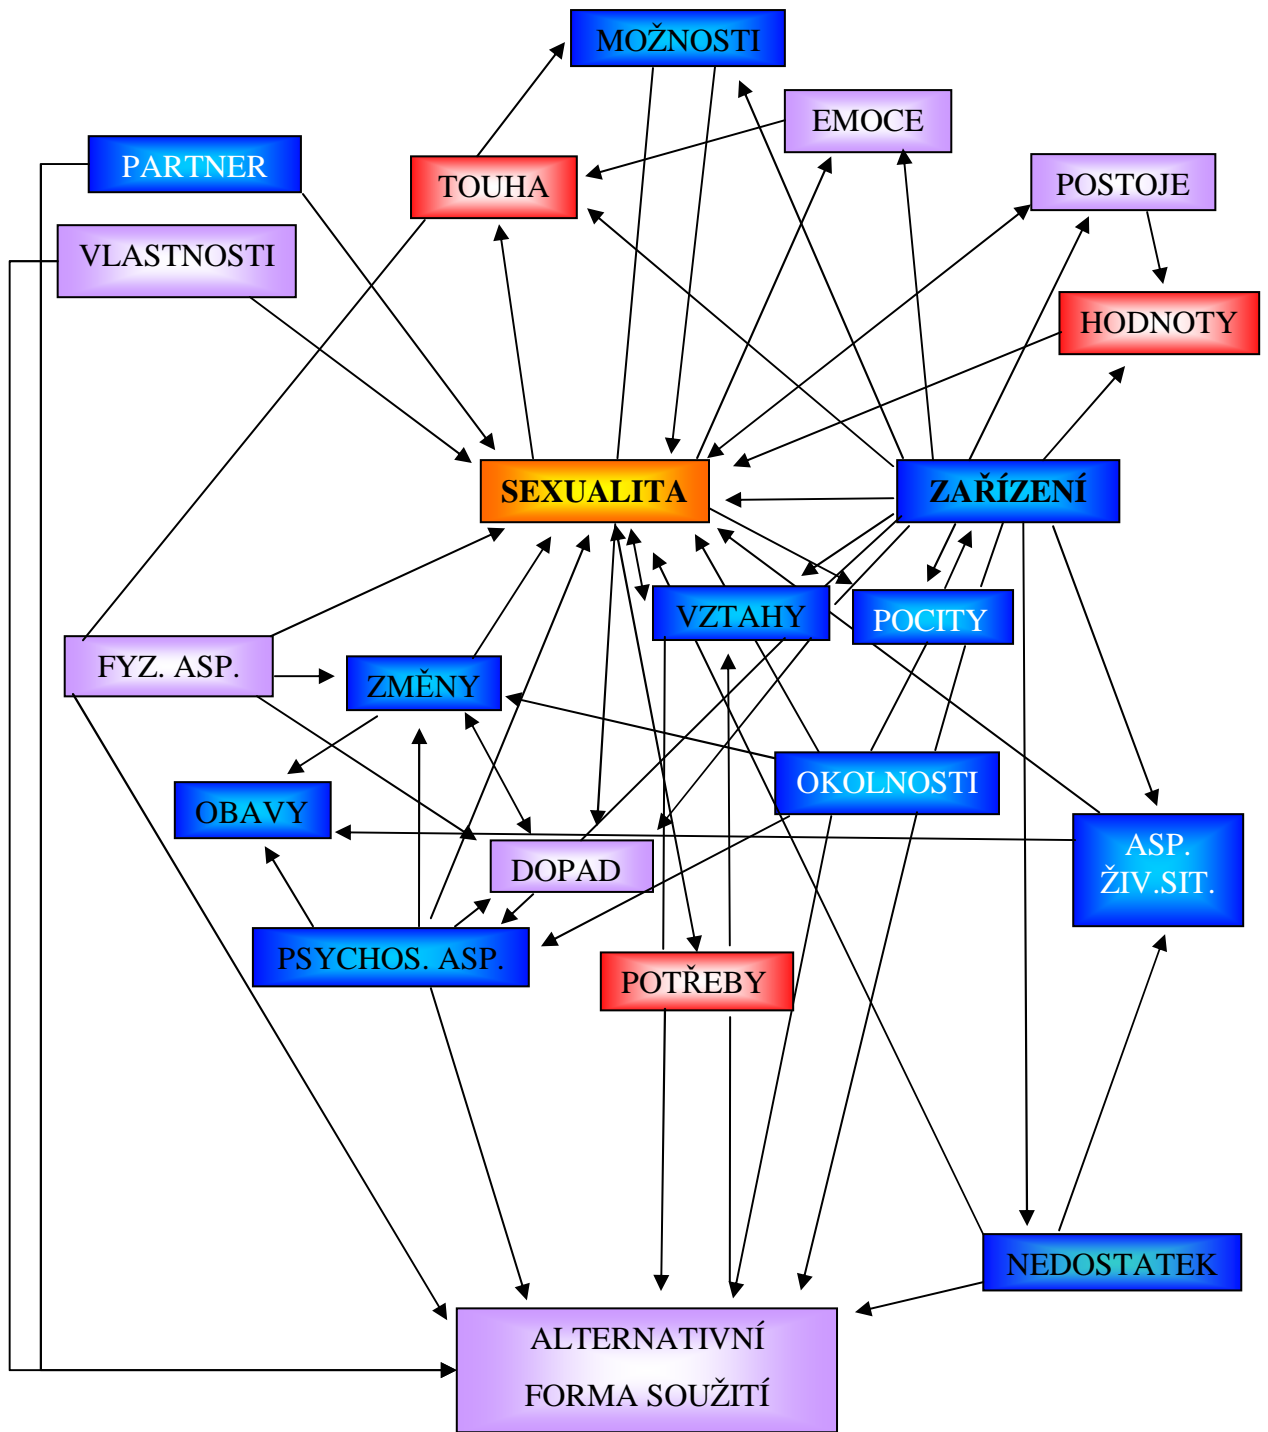 MOŽNOSTI
EMOCE
PARTNER
TOUHA
POSTOJE
VLASTNOSTI
HODNOTY
SEXUALITA
ZAŘÍZENÍ
VZTAHY
POCITY
FYZ. ASP.
ZMĚNY
OKOLNOSTI
OBAVY
ASP.
ŽIV.SIT.
DOPAD
PSYCHOS. ASP.
POTŘEBY
NEDOSTATEK
ALTERNATIVNÍ
FORMA SOUŽITÍ